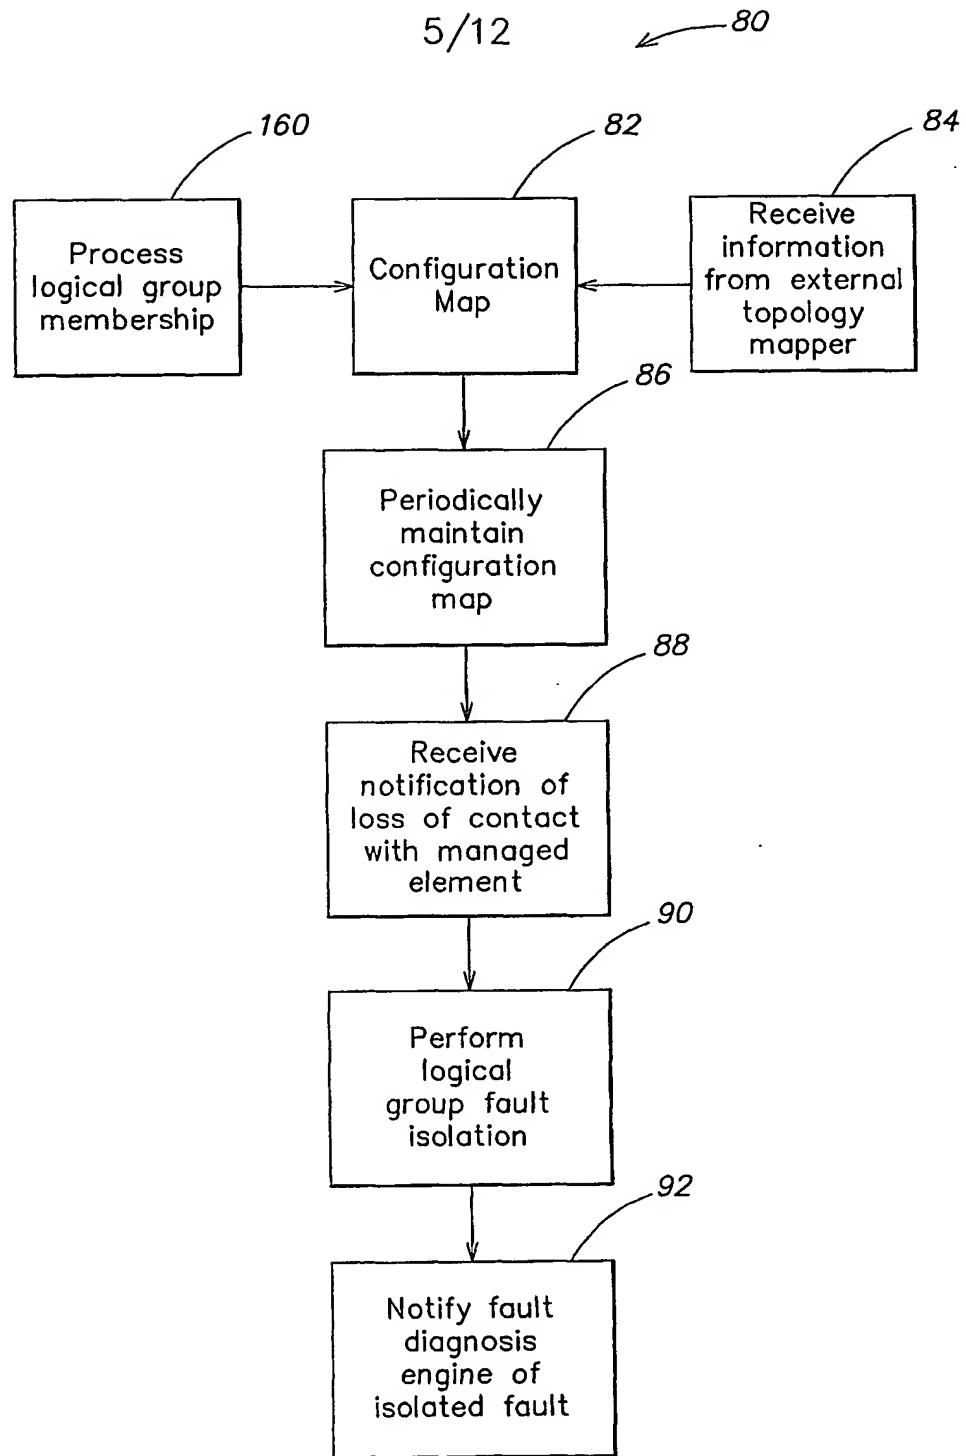 5/12
80
160
82
84
Process
logical group
membership
Configuration
Map
Receive
information
from external
topology
mapper
86
Periodically
maintain
configuration
map
88
Receive
notification of
loss of contact
with managed
element
90
Perform
logical
group fault
isolation
92
Notify fault
diagnosis
engine of
isolated fault